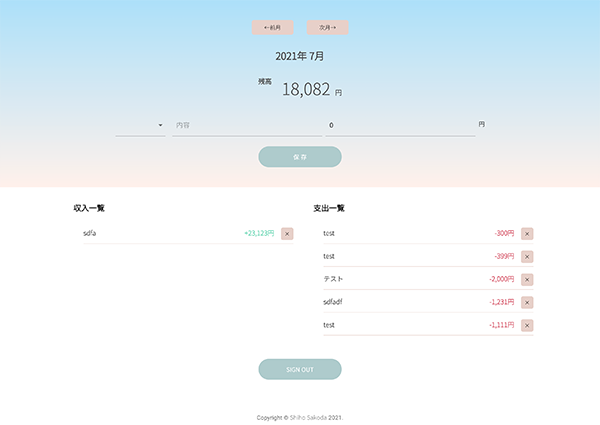 ←前月 次月→
2021年 7月
残高 18,082 円
内容 0 円
保存
収入一覧
sdfa +23,123円 ×
支出一覧
test -300円 ×
test -399円 ×
テスト -2,000円 ×
sdfadf -1,231円 ×
test -1,111円 ×
SIGN OUT
Copyright © Shiho Sakoda 2021.